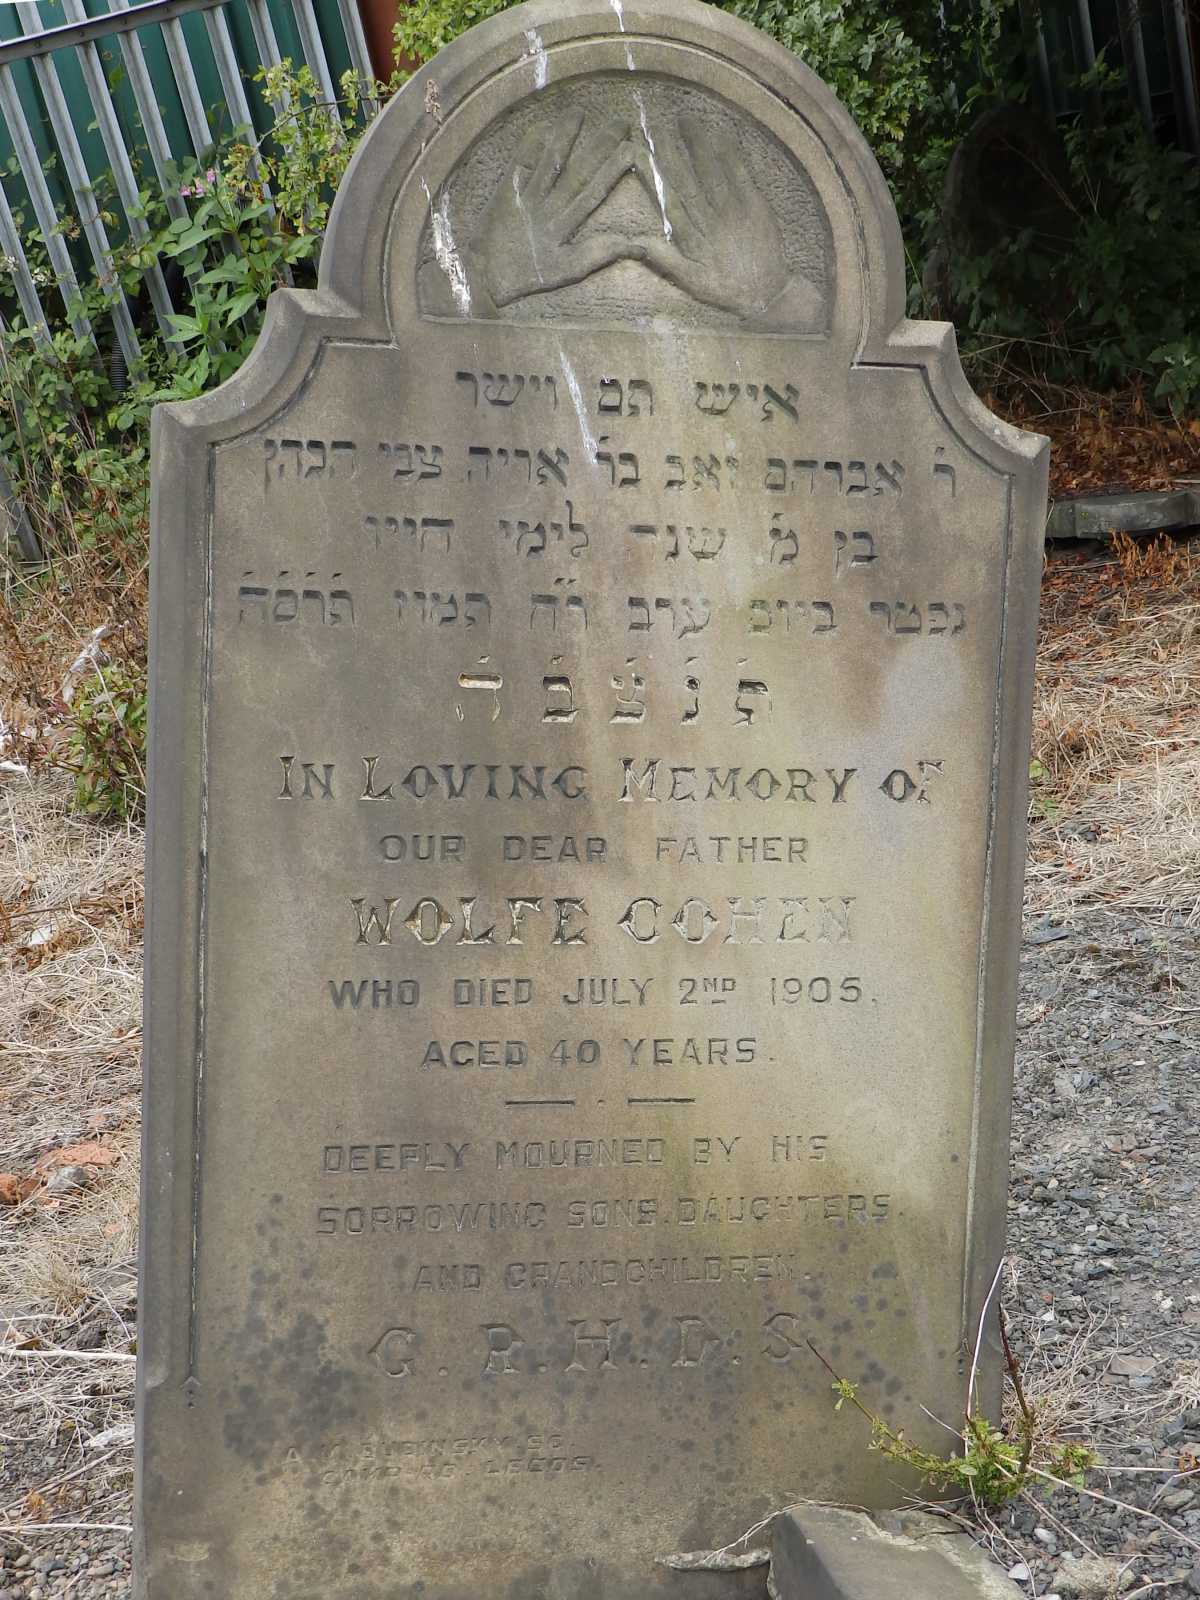 איש תם וישר
ר' אברהם זאב בר' אריה צבי הכהן
בן מ' שנה לימי חייו
נפטר ביום ערב ר"ח תמוז תרסה
ת נ צ ב ה
IN LOVING MEMORY OF
OUR DEAR FATHER
WOLFE COHEN
WHO DIED JULY 2ND 1905.
AGED 40 YEARS.
DEEPLY MOURNED BY HIS
SORROWING SONS. DAUGHTERS.
AND GRANDCHILDREN.
G. R. H. D. S.
LEEDS.